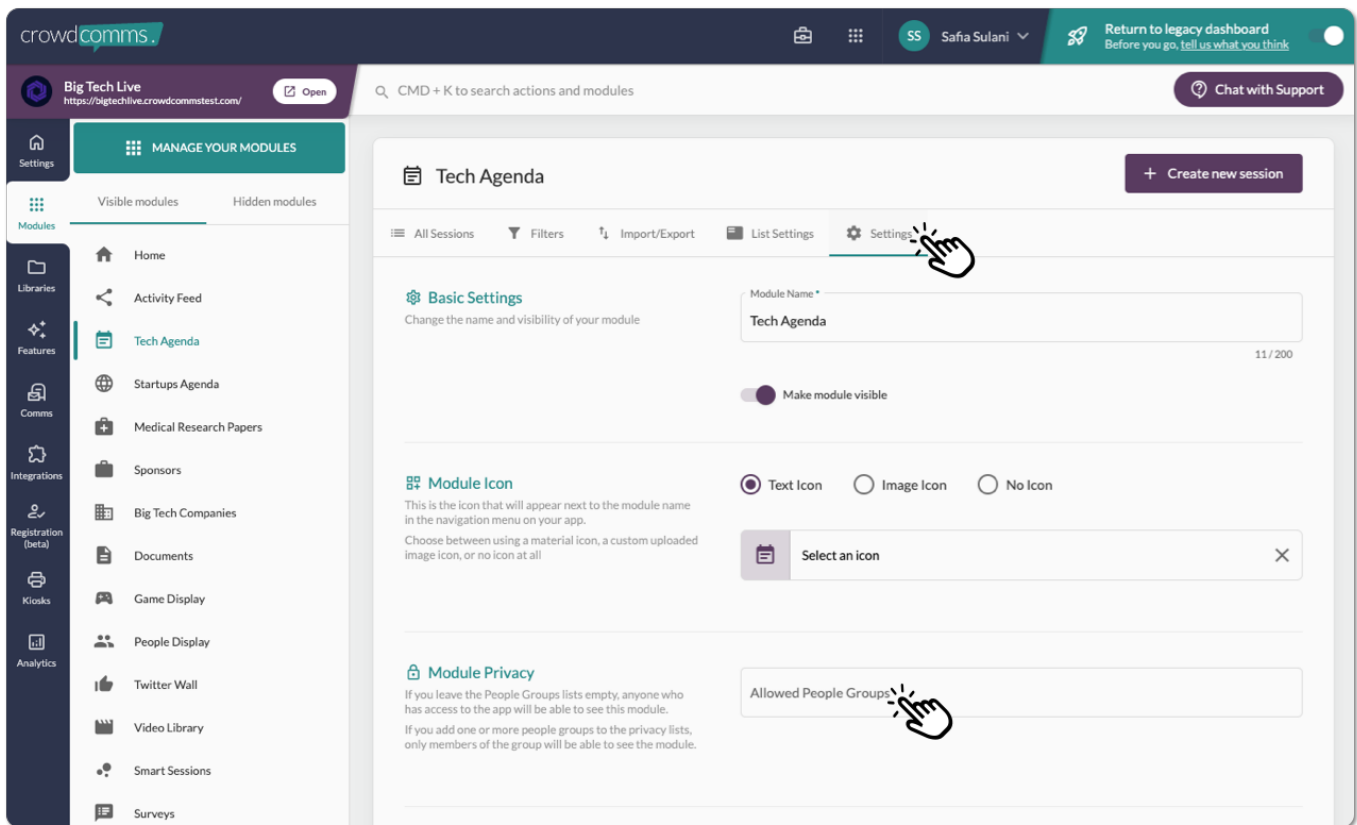 crowdcomms.
SS
Safia Sulani
Return to legacy dashboard
Before you go, tell us what you think
Big Tech Live
https://bigtechlive.crowdcommstest.com/
Open
CMD + K to search actions and modules
Chat with Support
Settings
Modules
Libraries
Features
Comms
Integrations
Registration
(beta)
Kiosks
Analytics
MANAGE YOUR MODULES
Visible modules
Hidden modules
Home
Activity Feed
Tech Agenda
Startups Agenda
Medical Research Papers
Sponsors
Big Tech Companies
Documents
Game Display
People Display
Twitter Wall
Video Library
Smart Sessions
Surveys
Tech Agenda
+ Create new session
All Sessions
Filters
Import/Export
List Settings
Settings
Basic Settings
Change the name and visibility of your module
Module Name *
Tech Agenda
11 / 200
Make module visible
Module Icon
This is the icon that will appear next to the module name
in the navigation menu on your app.
Choose between using a material icon, a custom uploaded
image icon, or no icon at all
Text Icon
Image Icon
No Icon
Select an icon
Module Privacy
If you leave the People Groups lists empty, anyone who
has access to the app will be able to see this module.
If you add one or more people groups to the privacy lists,
only members of the group will be able to see the module.
Allowed People Groups